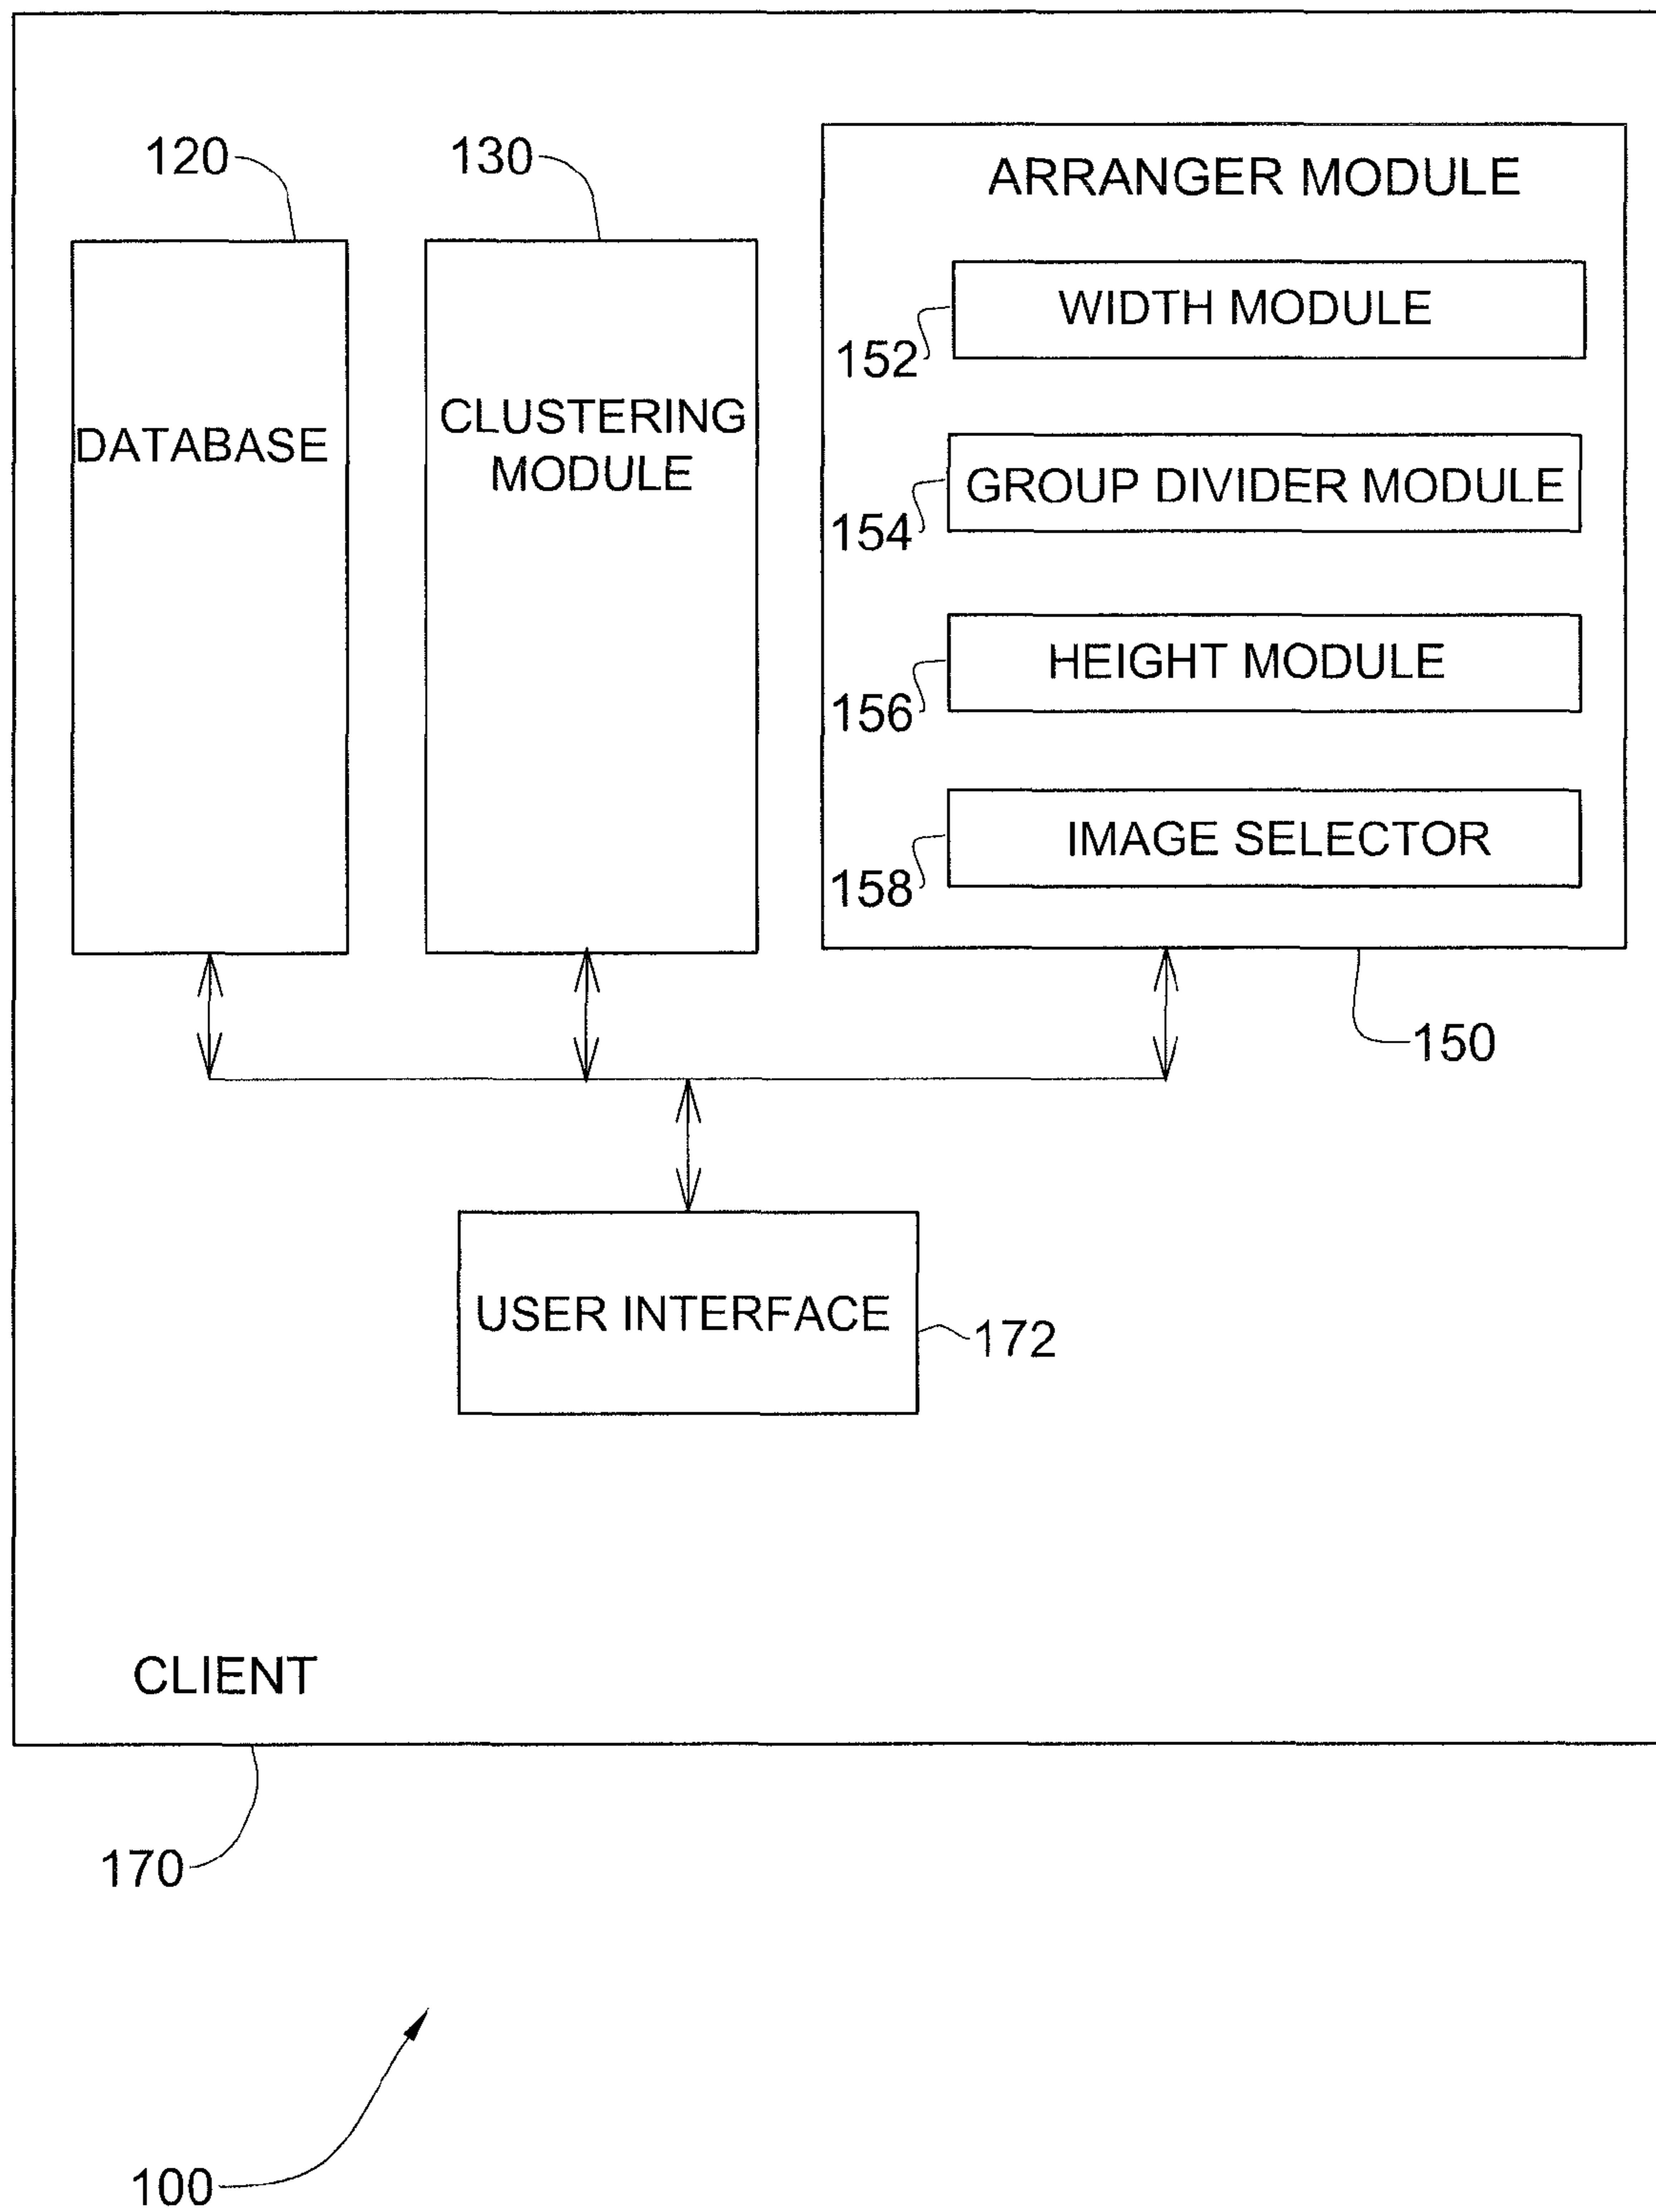 120
130
ARRANGER MODULE
WIDTH MODULE
152
DATABASE
CLUSTERING
MODULE
GROUP DIVIDER MODULE
154
HEIGHT MODULE
156
IMAGE SELECTOR
158
150
USER INTERFACE
172
CLIENT
170
100